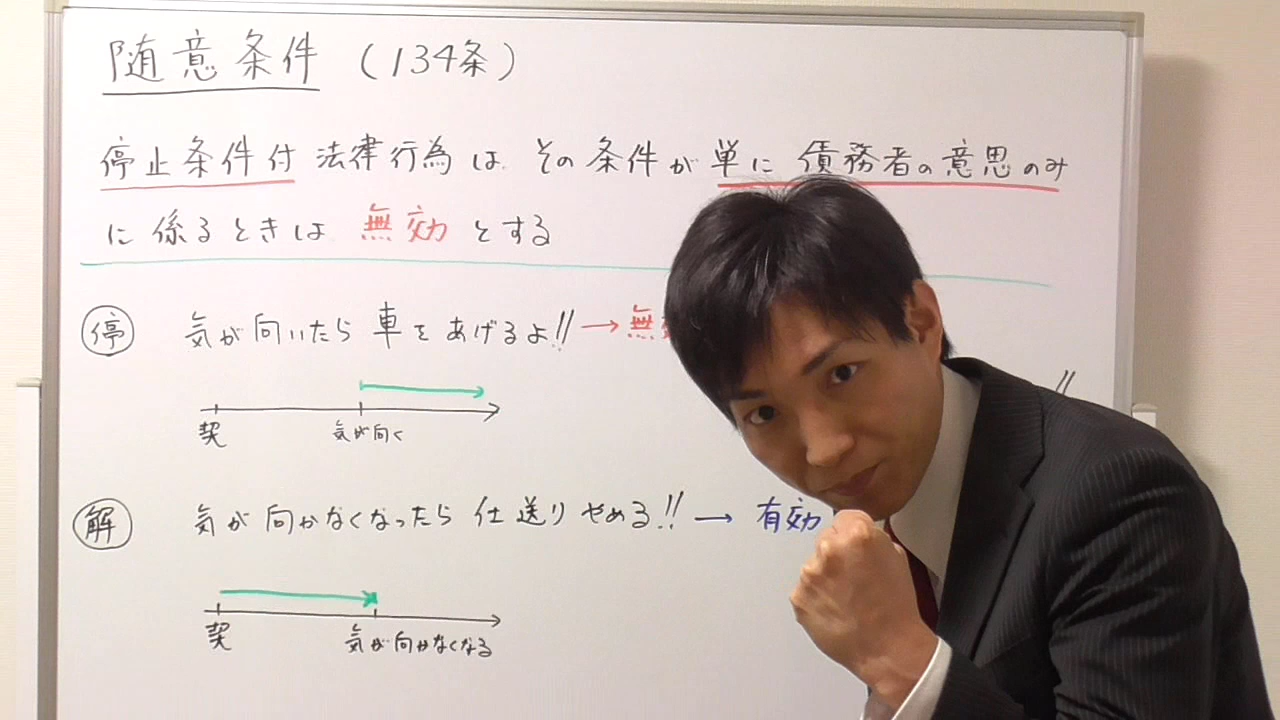 随意条件 (134条)
停止条件付法律行為は、その条件が単に債務者の意思のみ
に係るときは 無効 とする
停 気が向いたら車をあげるよ!! → 無
!!
契 気が向く
解 気が向かなくなったら仕送りやめる!! → 有効
契 気が向かなくなる